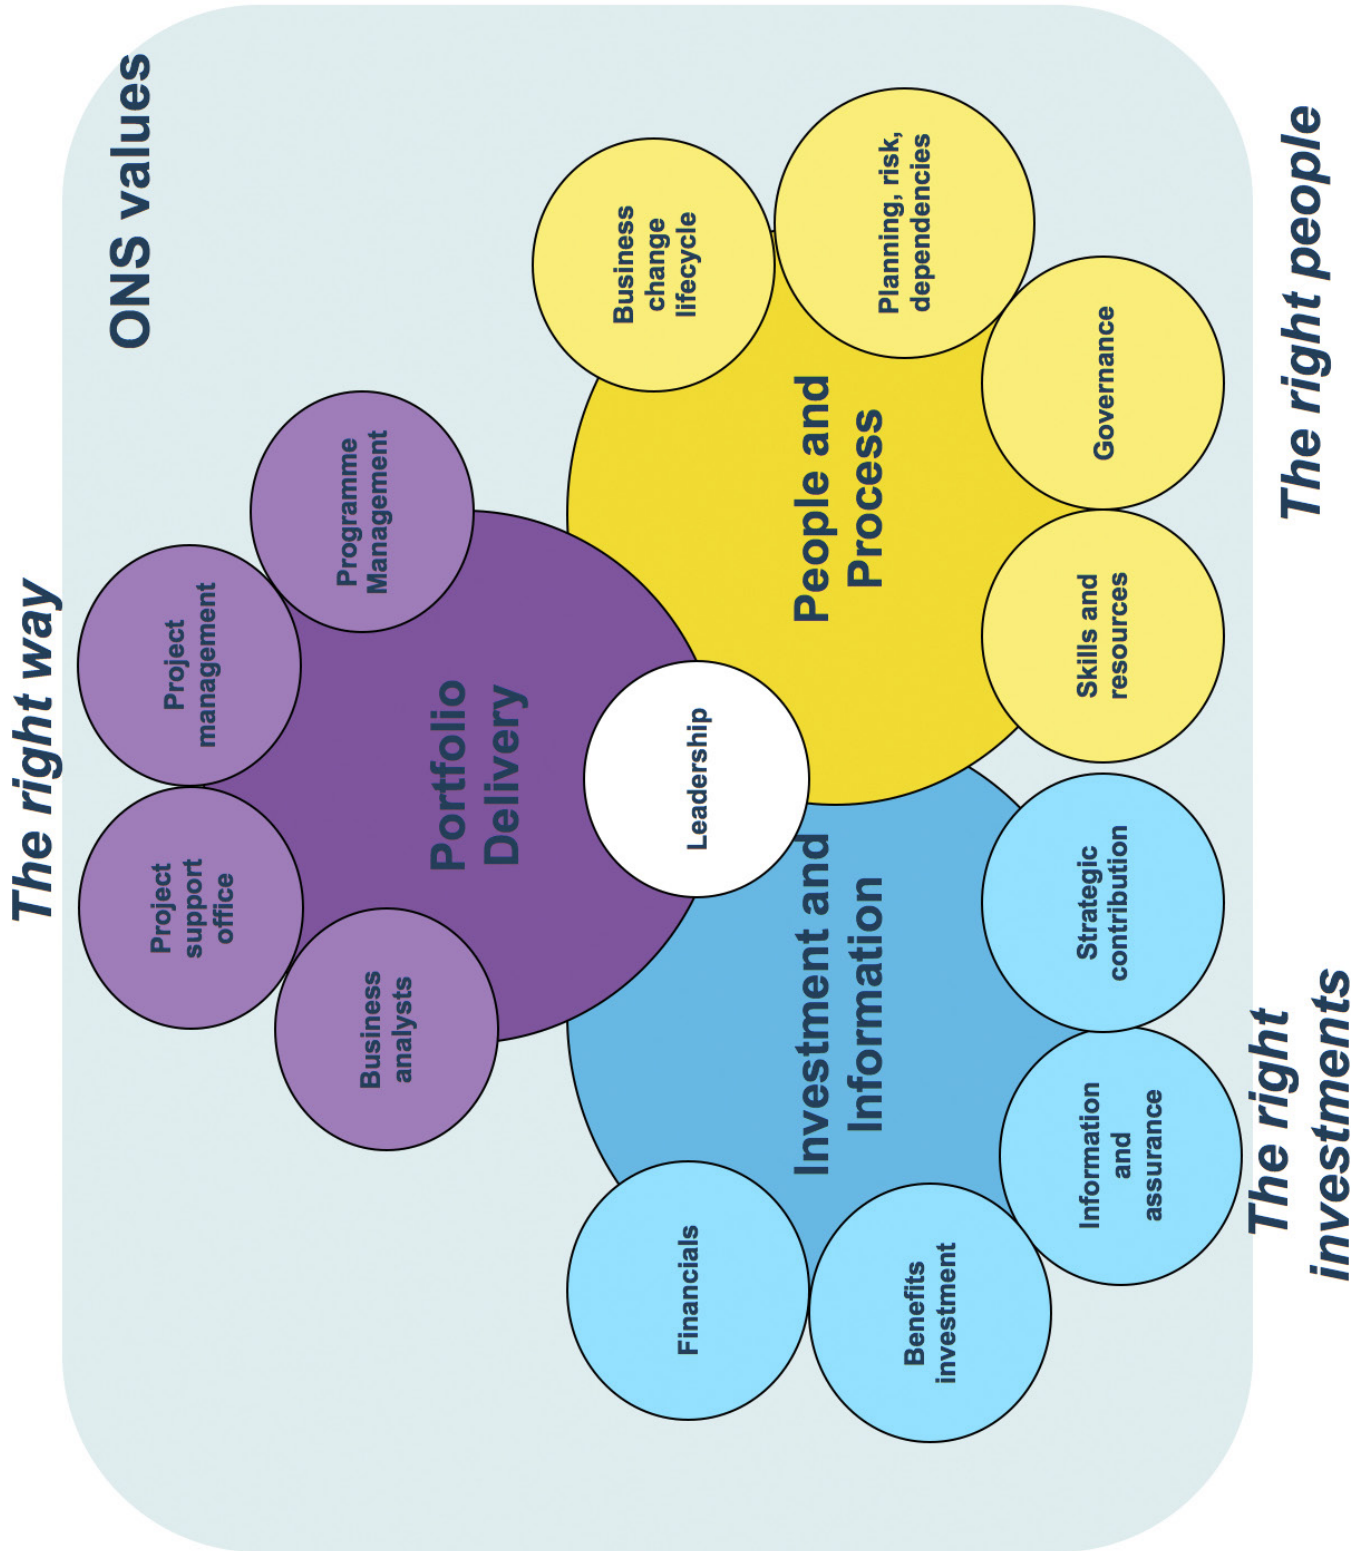 The right way
ONS values
Project
support
office
Project
management
Business
analysts
Programme
Management
Portfolio
Delivery
Leadership
Financials
Business
change
lifecycle
Investment and
Information
People and
Process
Benefits
investment
Planning, risk,
dependencies
Information
and
assurance
Strategic
contribution
Skills and
resources
Governance
The right
investments
The right people